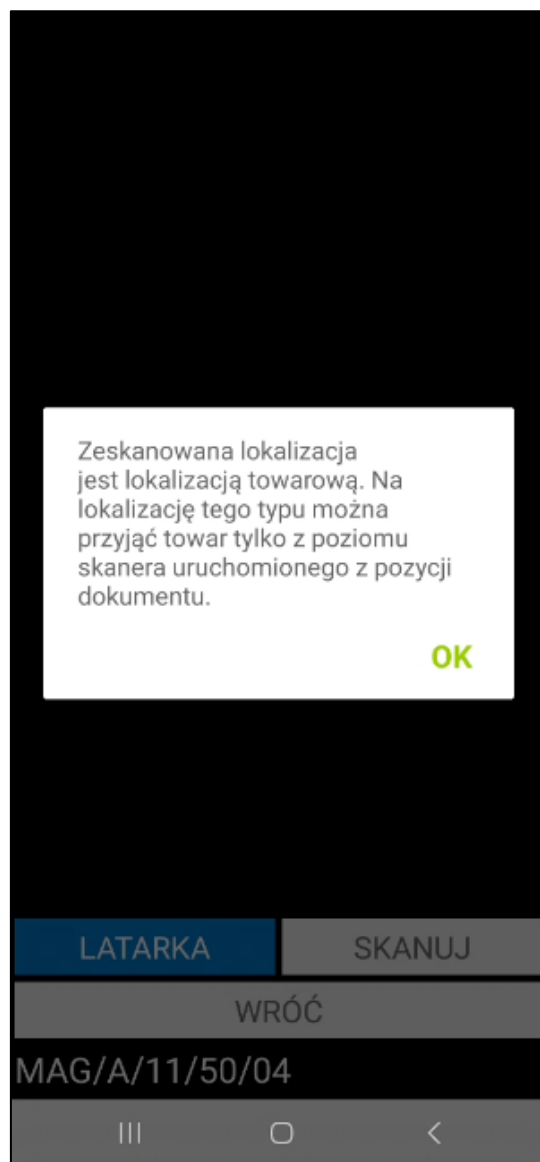 Zeskanowana lokalizacja
jest lokalizacją towarową. Na
lokalizację tego typu można
przyjąć towar tylko z poziomu
skanera uruchomionego z pozycji
dokumentu.
OK
LATARKA
SKANUJ
WRÓĆ
MAG/A/11/50/04